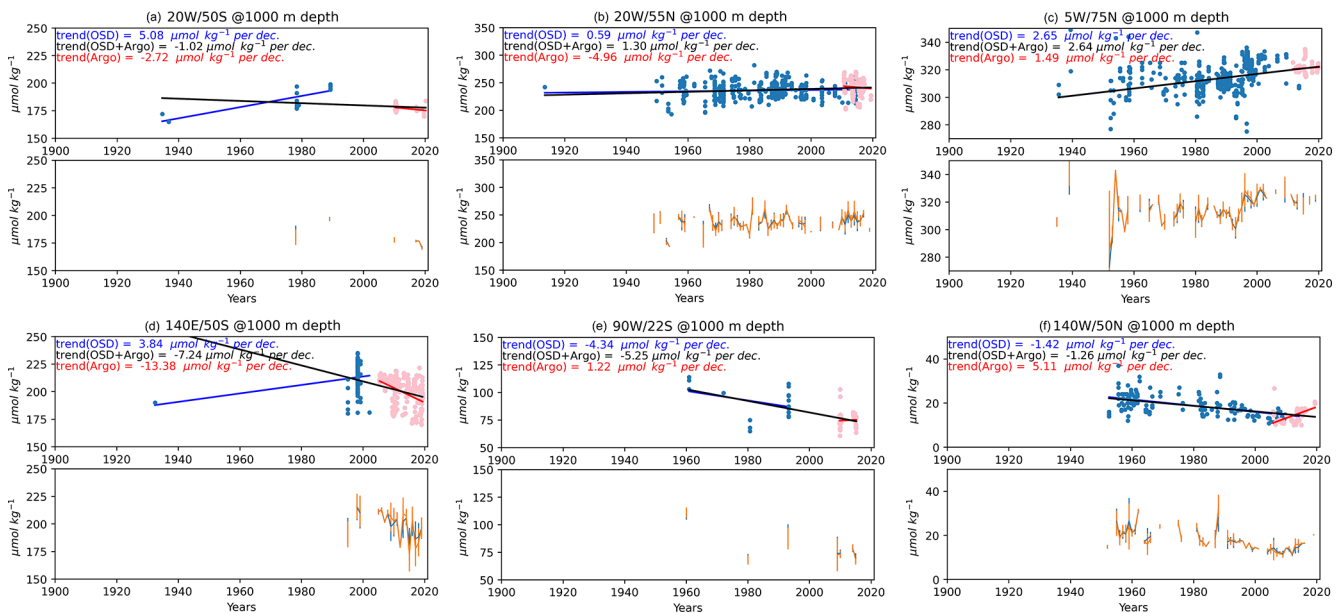 (a) 20W/50S @1000 m depth
trend(OSD) = 5.08 μmol kg⁻¹ per dec.
trend(OSD+Argo) = -1.02 μmol kg⁻¹ per dec.
trend(Argo) = -2.72 μmol kg⁻¹ per dec.
μmol kg⁻¹
250
225
200
175
150
1900 1920 1940 1960 1980 2000 2020
μmol kg⁻¹
250
225
200
175
150
1900 1920 1940 1960 1980 2000 2020
Years
(b) 20W/55N @1000 m depth
trend(OSD) = 0.59 μmol kg⁻¹ per dec.
trend(OSD+Argo) = 1.30 μmol kg⁻¹ per dec.
trend(Argo) = -4.96 μmol kg⁻¹ per dec.
μmol kg⁻¹
350
300
250
200
150
1900 1920 1940 1960 1980 2000 2020
μmol kg⁻¹
350
300
250
200
150
1900 1920 1940 1960 1980 2000 2020
Years
(c) 5W/75N @1000 m depth
trend(OSD) = 2.65 μmol kg⁻¹ per dec.
trend(OSD+Argo) = 2.64 μmol kg⁻¹ per dec.
trend(Argo) = 1.49 μmol kg⁻¹ per dec.
μmol kg⁻¹
340
320
300
280
1900 1920 1940 1960 1980 2000 2020
μmol kg⁻¹
340
320
300
280
1900 1920 1940 1960 1980 2000 2020
Years
(d) 140E/50S @1000 m depth
trend(OSD) = 3.84 μmol kg⁻¹ per dec.
trend(OSD+Argo) = -7.24 μmol kg⁻¹ per dec.
trend(Argo) = -13.38 μmol kg⁻¹ per dec.
μmol kg⁻¹
250
225
200
175
150
1900 1920 1940 1960 1980 2000 2020
μmol kg⁻¹
250
225
200
175
150
1900 1920 1940 1960 1980 2000 2020
Years
(e) 90W/22S @1000 m depth
trend(OSD) = -4.34 μmol kg⁻¹ per dec.
trend(OSD+Argo) = -5.25 μmol kg⁻¹ per dec.
trend(Argo) = 1.22 μmol kg⁻¹ per dec.
μmol kg⁻¹
150
125
100
75
50
1900 1920 1940 1960 1980 2000 2020
μmol kg⁻¹
150
125
100
75
50
1900 1920 1940 1960 1980 2000 2020
Years
(f) 140W/50N @1000 m depth
trend(OSD) = -1.42 μmol kg⁻¹ per dec.
trend(OSD+Argo) = -1.26 μmol kg⁻¹ per dec.
trend(Argo) = 5.11 μmol kg⁻¹ per dec.
μmol kg⁻¹
40
20
0
1900 1920 1940 1960 1980 2000 2020
μmol kg⁻¹
40
20
0
1900 1920 1940 1960 1980 2000 2020
Years